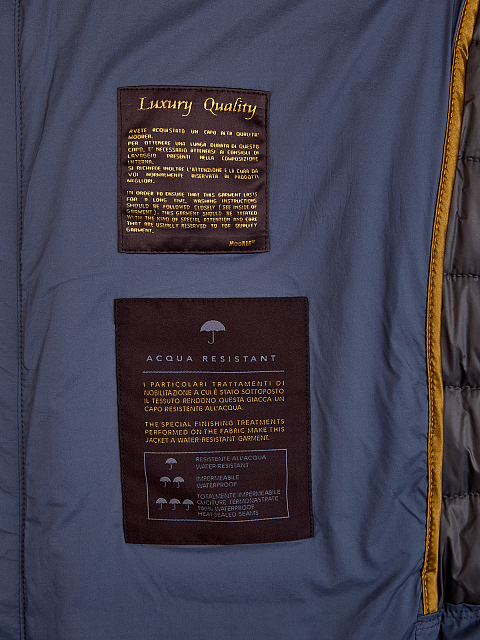 Luxury Quality
AVETE ACQUISTATO UN CAPO ALTA QUALITA'
MOORER.
PER OTTENERE UNA LUNGA DURATA DI QUESTO
CAPO, E' NECESSARIO ATTENERSI AI CONSIGLI DI
LAVAGGIO PRESENTI NELLA COMPOSIZIONE
INTERNA.
SI RICHIEDE INOLTRE L'ATTENZIONE E LA CURA DA
VOI NORMALMENTE RISERVATA AI PRODOTTI
MIGLIORI.
IN ORDER TO ENSURE THAT THIS GARMENT LASTS
FOR A LONG TIME, WASHING INSTRUCTIONS
SHOULD BE FOLLOWED CLOSELY (SEE INSIDE OF
GARMENT). THIS GARMENT SHOULD BE TREATED
WITH THE KIND OF SPECIAL ATTENTION AND CARE
THAT ARE USUALLY RESERVED TO TOP QUALITY
GARMENT.
MOORER®
ACQUA RESISTANT
I PARTICOLARI TRATTAMENTI DI
NOBILITAZIONE A CUI È STATO SOTTOPOSTO
IL TESSUTO RENDONO QUESTA GIACCA UN
CAPO RESISTENTE ALL'ACQUA.
THE SPECIAL FINISHING TREATMENTS
PERFORMED ON THE FABRIC MAKE THIS
JACKET A WATER-RESISTANT GARMENT.
RESISTENTE ALL'ACQUA
WATER-RESISTANT
IMPERMEABILE
WATERPROOF
TOTALMENTE IMPERMEABILE
CUCITURE TERMONASTRATE
100% WATERPROOF
HEAT-SEALED SEAMS